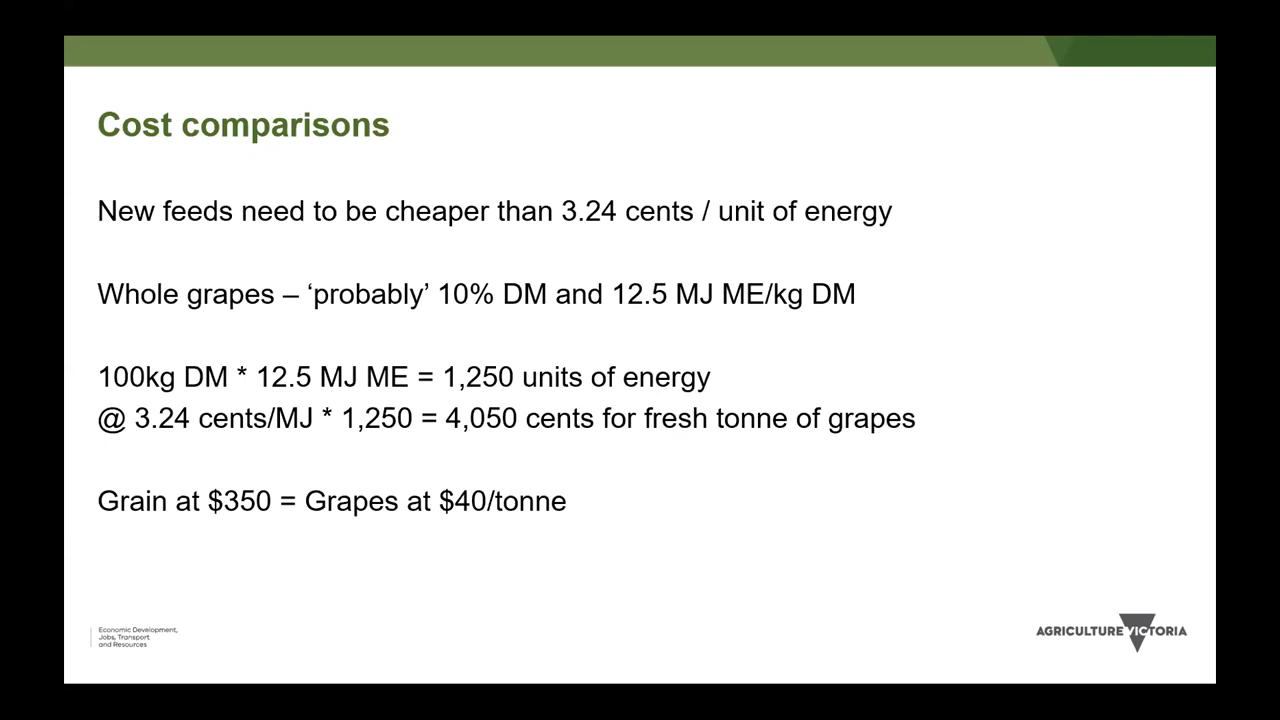 Cost comparisons
New feeds need to be cheaper than 3.24 cents / unit of energy
Whole grapes – ‘probably’ 10% DM and 12.5 MJ ME/kg DM
100kg DM * 12.5 MJ ME = 1,250 units of energy
@ 3.24 cents/MJ * 1,250 = 4,050 cents for fresh tonne of grapes
Grain at $350 = Grapes at $40/tonne
Economic Development,
Jobs, Transport
and Resources
AGRICULTURE VICTORIA